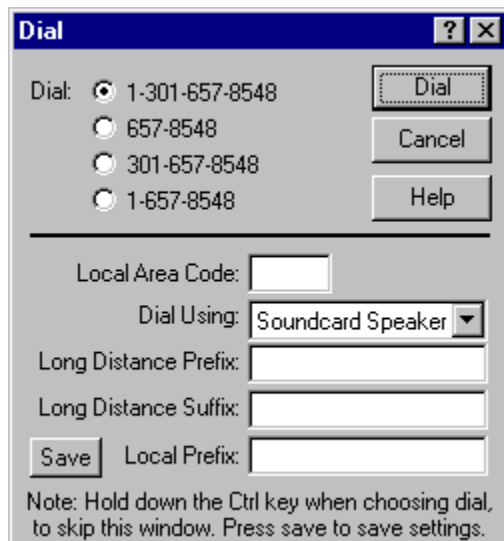 Dial
Dial: 1-301-657-8548 Dial
657-8548
Cancel
301-657-8548
1-657-8548 Help
Local Area Code:
Dial Using: Soundcard Speaker
Long Distance Prefix:
Long Distance Suffix:
Save Local Prefix:
Note: Hold down the Ctrl key when choosing dial,
to skip this window. Press save to save settings.